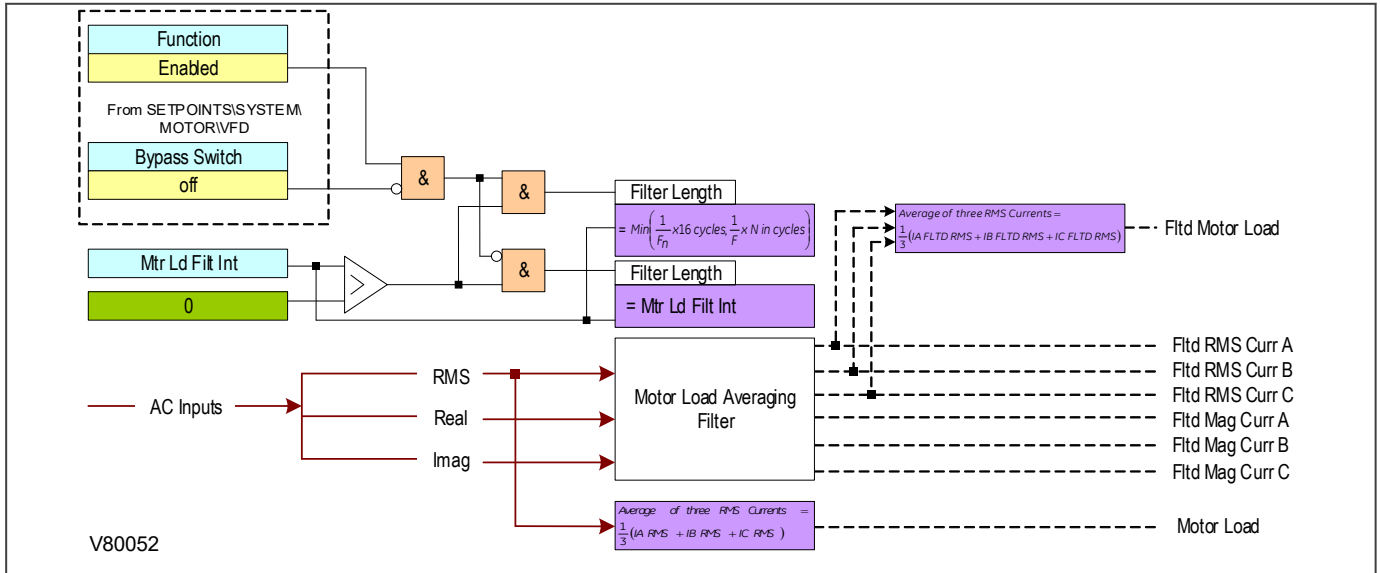 Function
Enabled
From SETPOINTS\SYSTEM\
MOTOR\VFD
Bypass Switch
off
&
&
&
Filter Length
= Min(1/Fn x16 cycles, 1/F x N in cycles)
Filter Length
= Mtr Ld Filt Int
Mtr Ld Filt Int
0
>
Average of three RMS Currents =
1/3 (IA FLTD RMS + IB FLTD RMS + IC FLTD RMS)
Fltd Motor Load
AC Inputs
RMS
Real
Imag
Motor Load Averaging
Filter
Fltd RMS Curr A
Fltd RMS Curr B
Fltd RMS Curr C
Fltd Mag Curr A
Fltd Mag Curr B
Fltd Mag Curr C
Average of three RMS Currents =
1/3 (IA RMS + IB RMS + IC RMS )
Motor Load
V80052